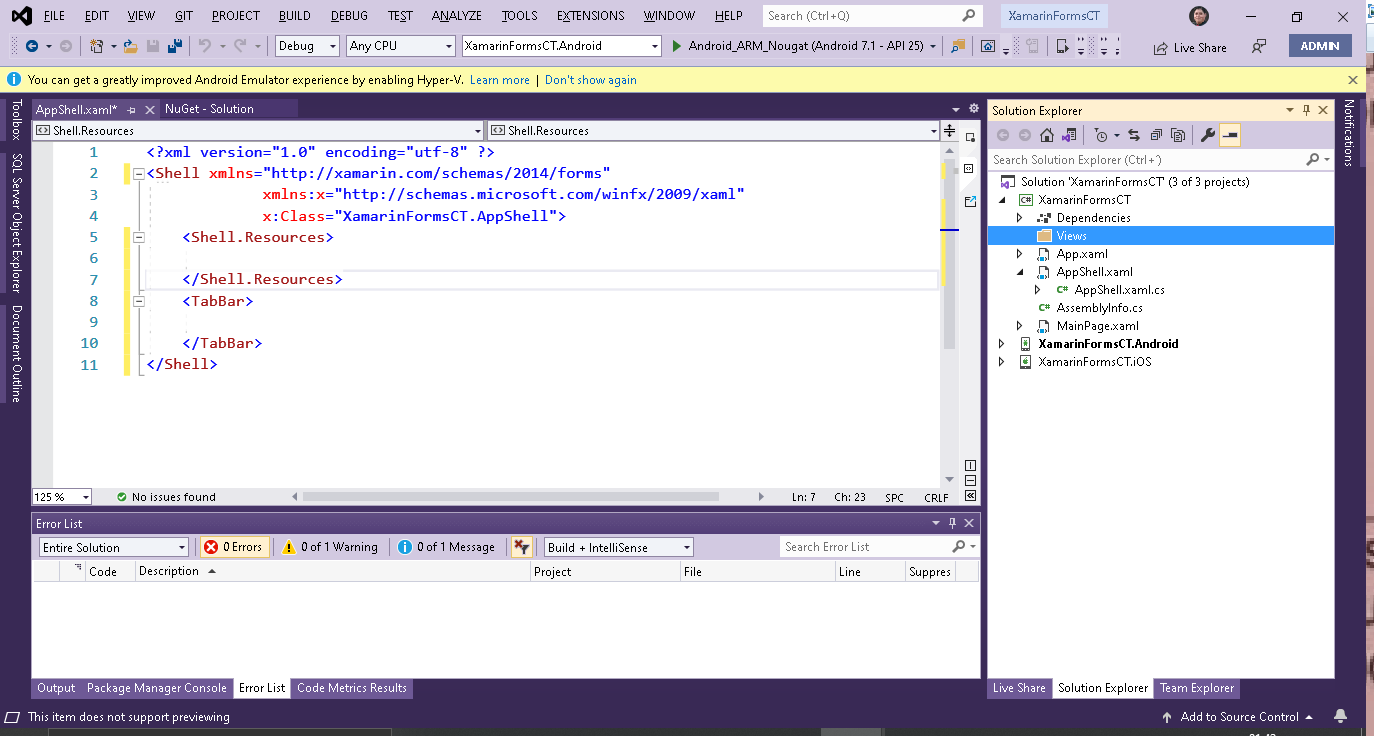 FILE EDIT VIEW GIT PROJECT BUILD DEBUG TEST ANALYZE TOOLS EXTENSIONS WINDOW HELP Search (Ctrl+Q) XamarinFormsCT
Debug Any CPU XamarinFormsCT.Android Android_ARM_Nougat (Android 7.1 - API 25) Live Share ADMIN
You can get a greatly improved Android Emulator experience by enabling Hyper-V. Learn more | Don't show again
Toolbox
SQL Server Object Explorer
Document Outline
AppShell.xaml* NuGet - Solution
Shell.Resources Shell.Resources
1 <?xml version="1.0" encoding="utf-8" ?>
2 <Shell xmlns="http://xamarin.com/schemas/2014/forms"
3 xmlns:x="http://schemas.microsoft.com/winfx/2009/xaml"
4 x:Class="XamarinFormsCT.AppShell">
5 <Shell.Resources>
6
7 </Shell.Resources>
8 <TabBar>
9
10 </TabBar>
11 </Shell>
125 % No issues found Ln: 7 Ch: 23 SPC CRLF
Error List
Entire Solution 0 Errors 0 of 1 Warning 0 of 1 Message Build + IntelliSense Search Error List
Code Description Project File Line Suppres
Output Package Manager Console Error List Code Metrics Results
Solution Explorer
Search Solution Explorer (Ctrl+´)
Solution 'XamarinFormsCT' (3 of 3 projects)
XamarinFormsCT
Dependencies
Views
App.xaml
AppShell.xaml
C# AppShell.xaml.cs
C# AssemblyInfo.cs
MainPage.xaml
XamarinFormsCT.Android
XamarinFormsCT.iOS
Live Share Solution Explorer Team Explorer
Notifications
This item does not support previewing Add to Source Control